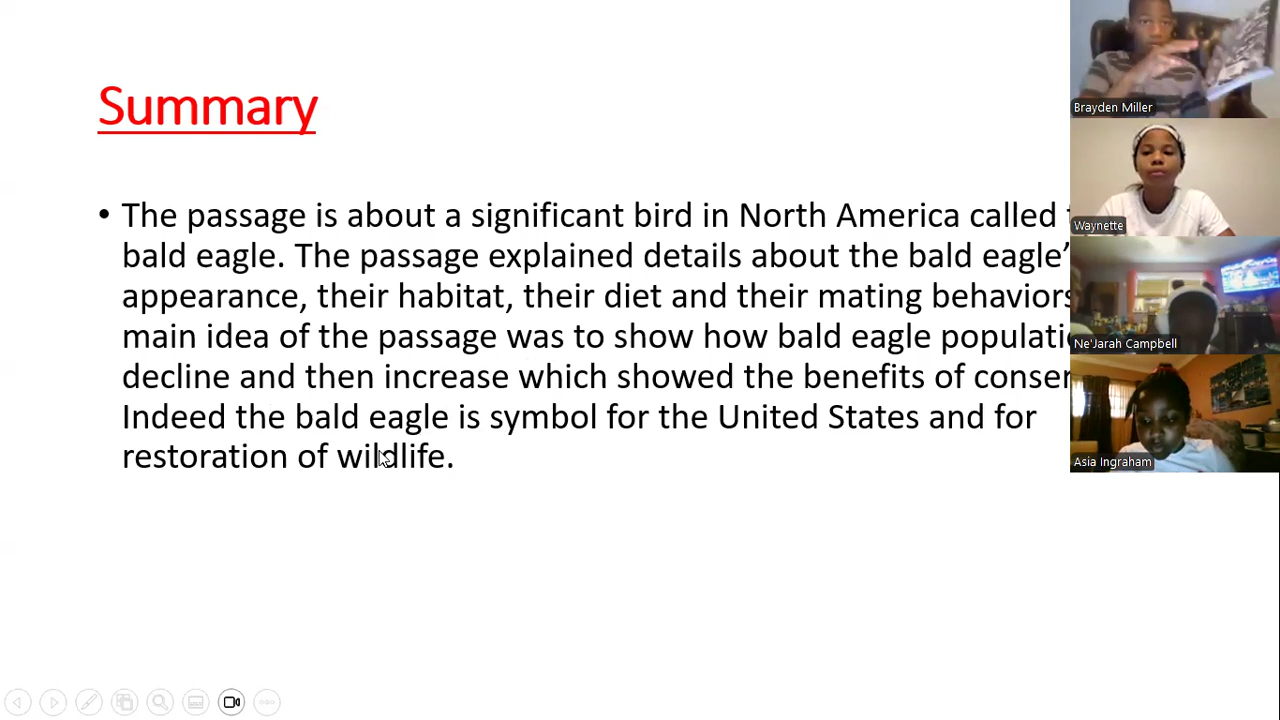 Summary
• The passage is about a significant bird in North America called
bald eagle. The passage explained details about the bald eagle’
appearance, their habitat, their diet and their mating behaviors
main idea of the passage was to show how bald eagle
decline and then increase which showed the benefits of
Indeed the bald eagle is symbol for the United States and for
restoration of wildlife.
Brayden Miller
Waynette
Ne'Jarah Campbell
Asia Ingraham